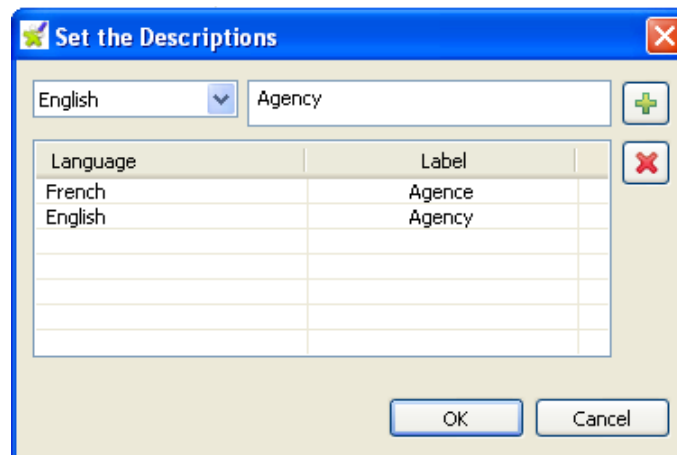 Set the Descriptions
English Agency
Language Label
French Agence
English Agency
OK Cancel